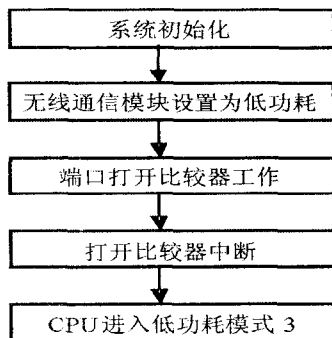 系统初始化
无线通信模块设置为低功耗
端口打开比较器工作
打开比较器中断
CPU进入低功耗模式 3